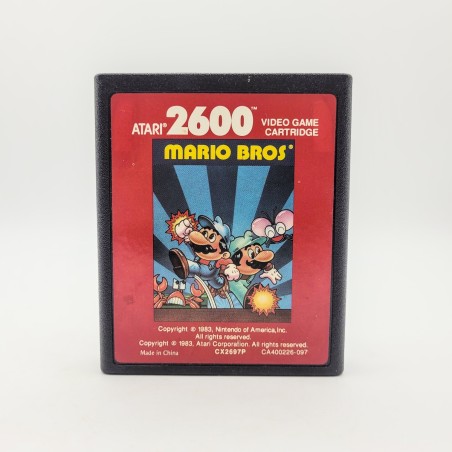 ATARI® 2600™ VIDEO GAME
CARTRIDGE
MARIO BROS®
Copyright © 1983, Nintendo of America, Inc.
All rights reserved.
Copyright © 1983, Atari Corporation. All rights reserved.
Made in China CX2697P CA400226-097